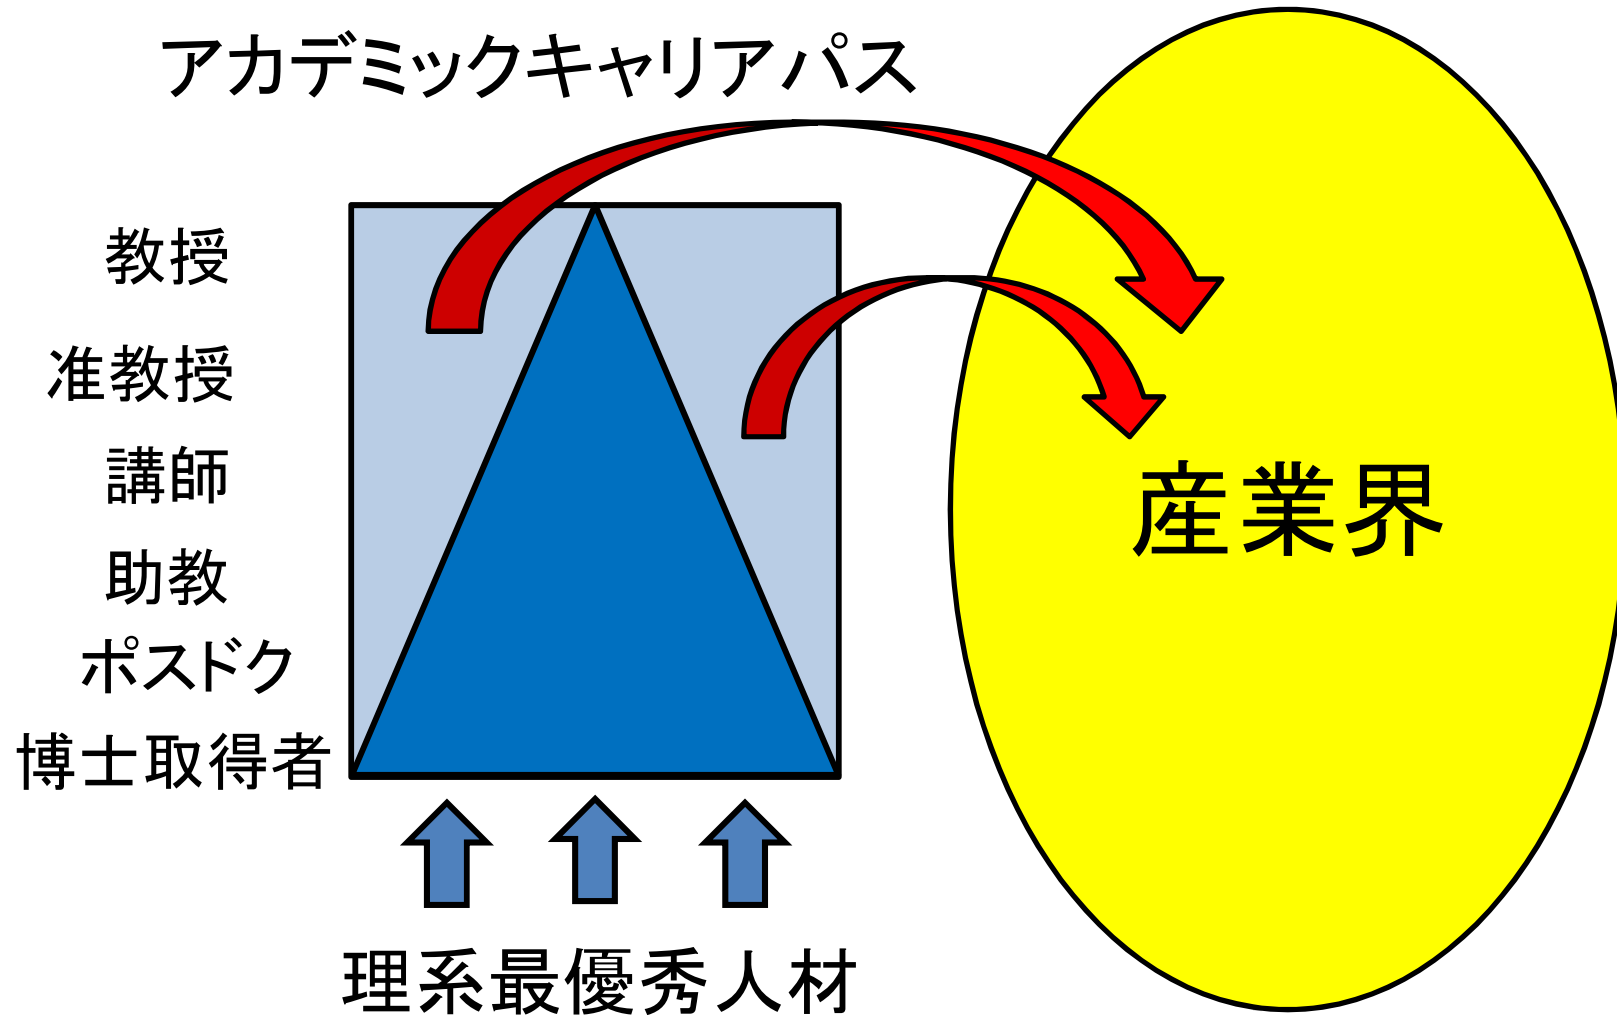 アカデミックキャリアパス
教授
准教授
講師
助教
ポスドク
博士取得者
産業界
理系最優秀人材